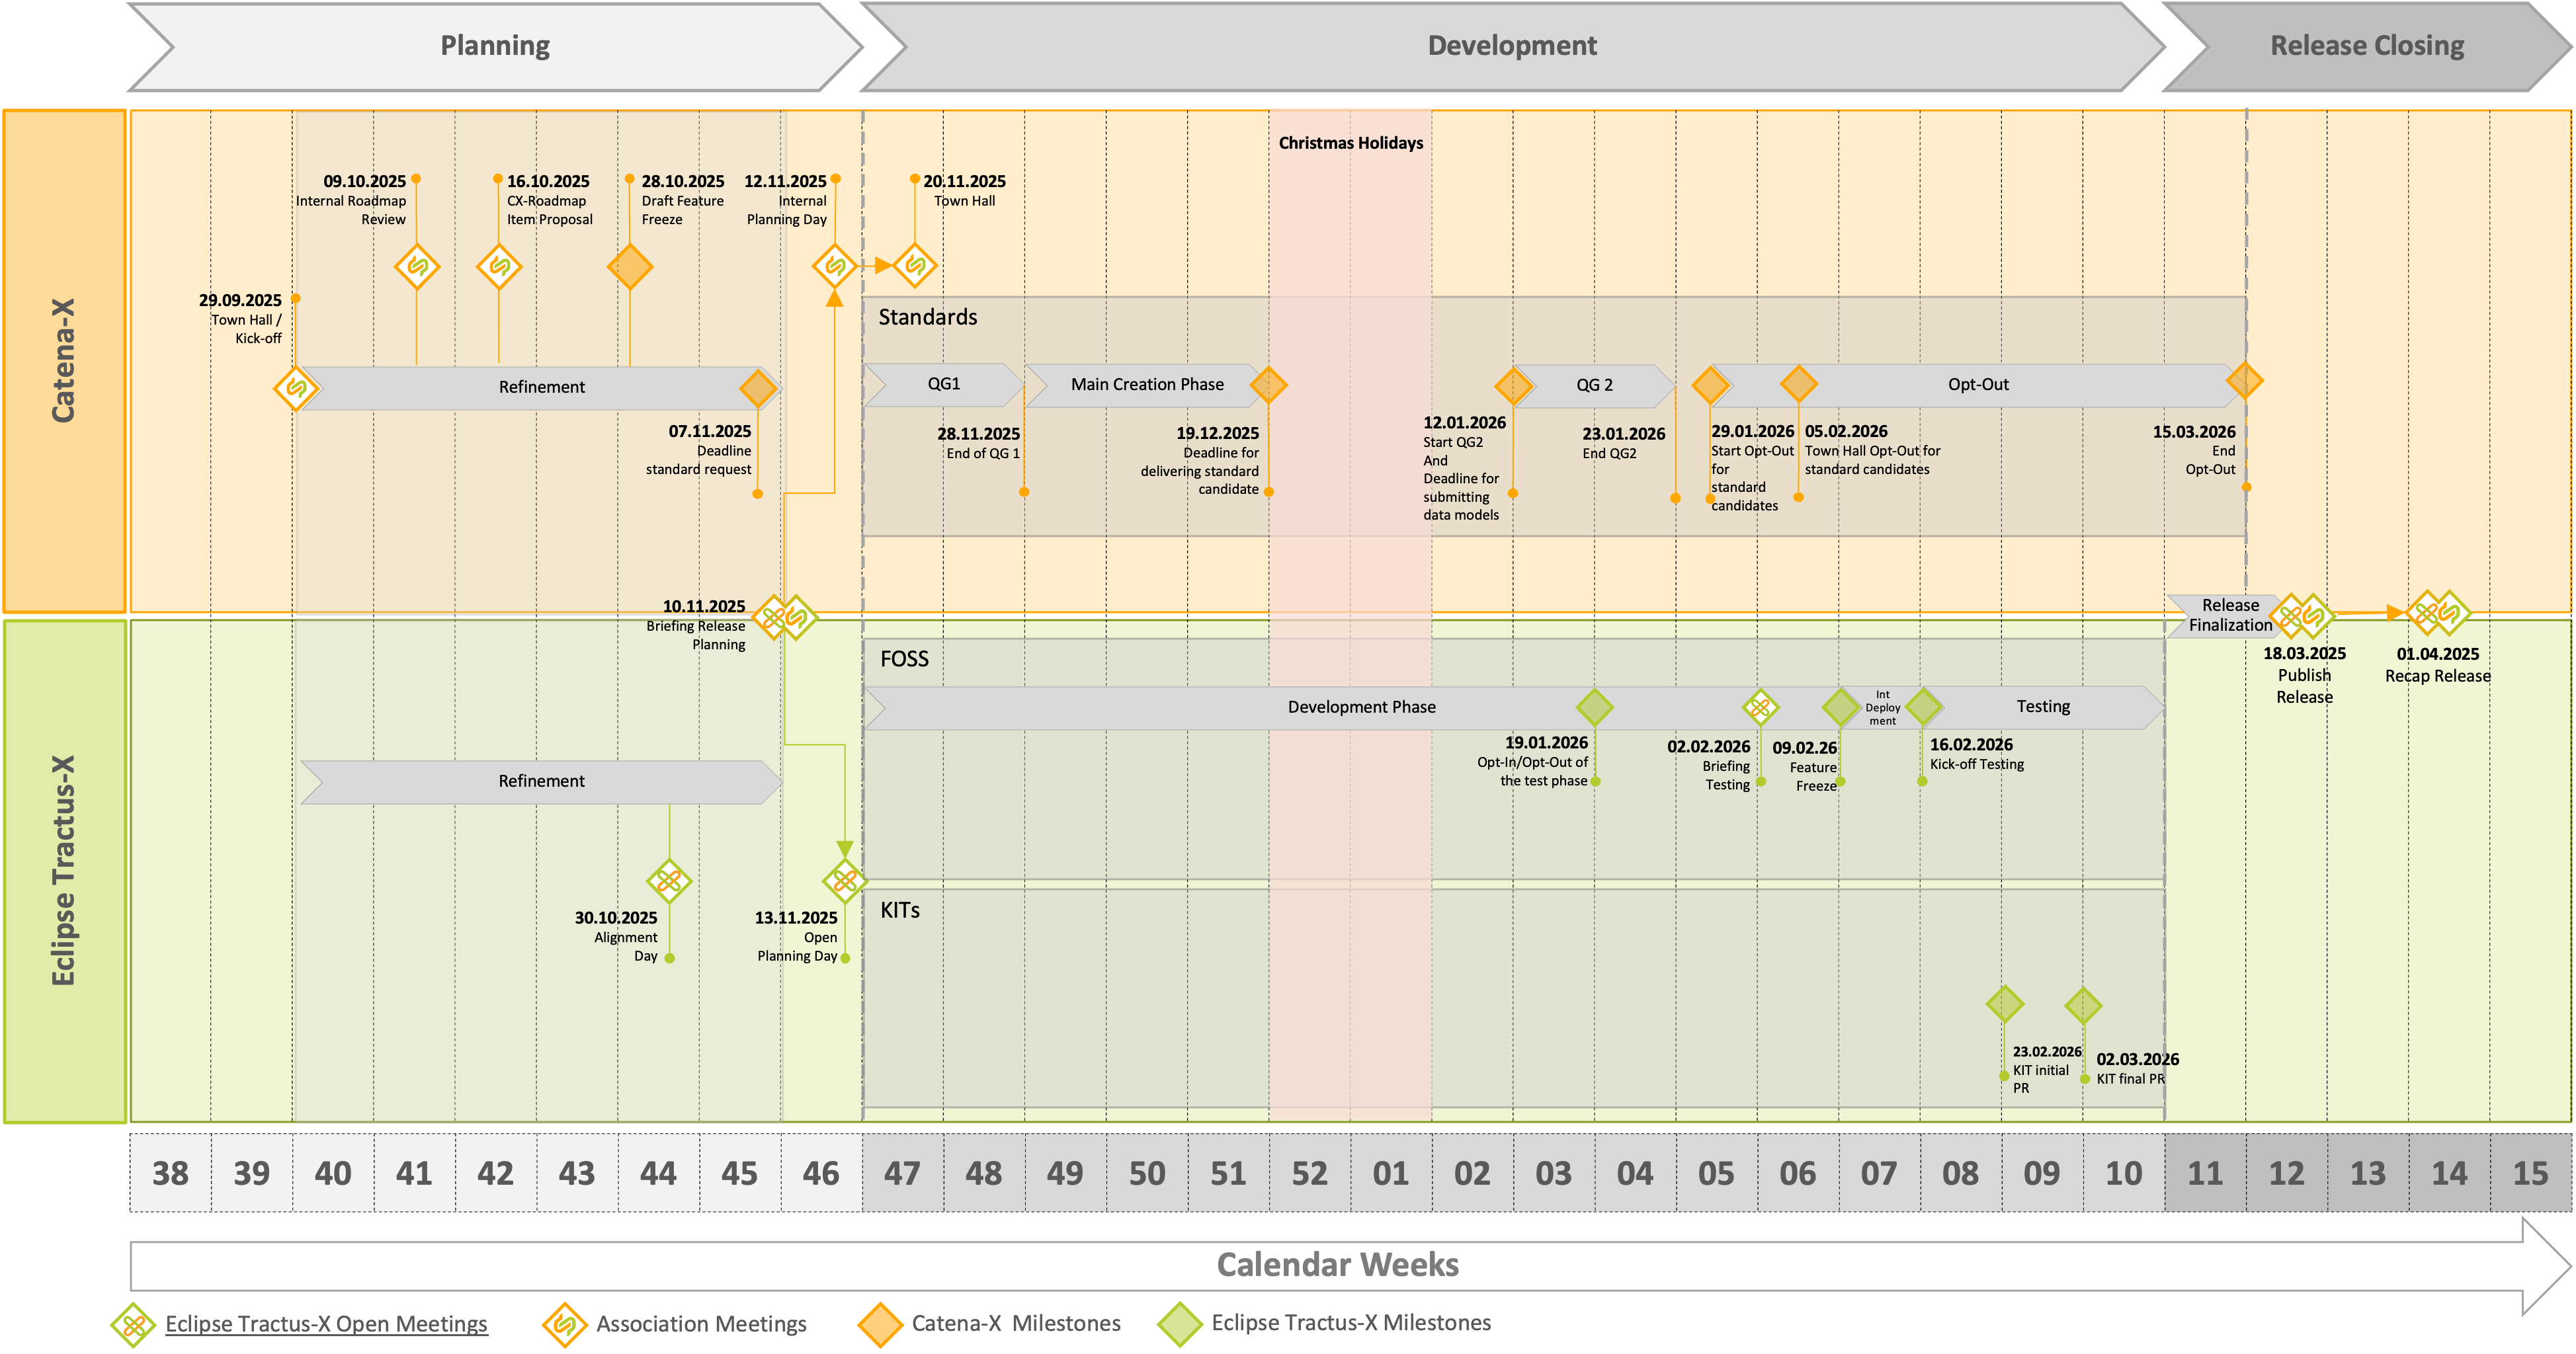 Planning
Development
Release Closing
Catena-X
Christmas Holidays
09.10.2025
Internal Roadmap
Review
16.10.2025
CX-Roadmap
Item Proposal
28.10.2025
Draft Feature
Freeze
12.11.2025
Internal
Planning Day
20.11.2025
Town Hall
29.09.2025
Town Hall /
Kick-off
Refinement
07.11.2025
Deadline
standard request
Standards
QG1
Main Creation Phase
QG 2
Opt-Out
28.11.2025
End of QG 1
19.12.2025
Deadline for
delivering standard
candidate
12.01.2026
Start QG2
And
Deadline for
submitting
data models
23.01.2026
End QG2
29.01.2026
Start Opt-Out
for
standard
candidates
05.02.2026
Town Hall Opt-Out for
standard candidates
15.03.2026
End
Opt-Out
10.11.2025
Briefing Release
Planning
Release
Finalization
18.03.2025
Publish
Release
01.04.2025
Recap Release
Eclipse Tractus-X
FOSS
Development Phase
Int
Deploy
ment
Testing
19.01.2026
Opt-In/Opt-Out of
the test phase
02.02.2026
Briefing
Testing
09.02.26
Feature
Freeze
16.02.2026
Kick-off Testing
Refinement
30.10.2025
Alignment
Day
13.11.2025
Open
Planning Day
KITs
23.02.2026
KIT initial
PR
02.03.2026
KIT final PR
38 39 40 41 42 43 44 45 46 47 48 49 50 51 52 01 02 03 04 05 06 07 08 09 10 11 12 13 14 15
Calendar Weeks
Eclipse Tractus-X Open Meetings
Association Meetings
Catena-X Milestones
Eclipse Tractus-X Milestones